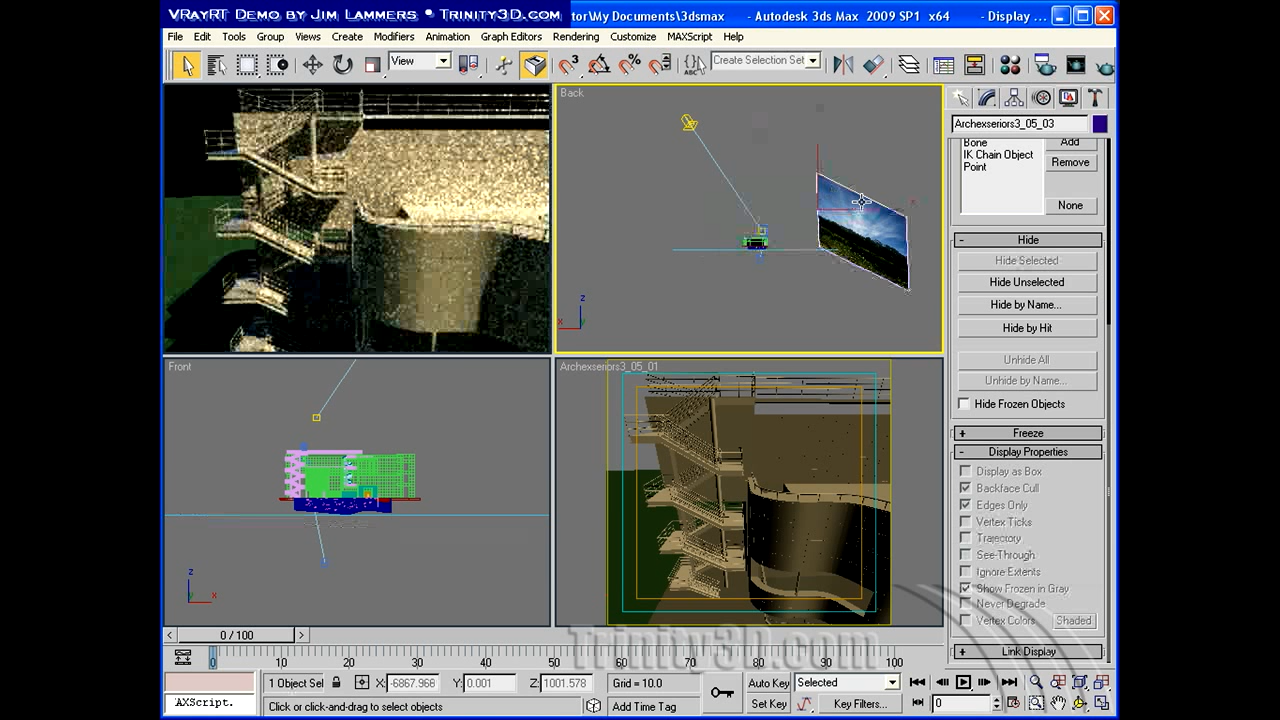 VRayRT Demo by Jim Lammers • Trinity3D.com tor/My Documents/3dsmax - Autodesk 3ds Max 2009 SP1 x64 - Display ...
File Edit Tools Group Views Create Modifiers Animation Graph Editors Rendering Customize MAXScript Help
View Create Selection Set
Back
Archexseriors3_05_03
Bone Add
IK Chain Object
Point Remove
None
- Hide
Hide Selected
Hide Unselected
Hide by Name...
Hide by Hit
Unhide All
Unhide by Name...
Hide Frozen Objects
+ Freeze
- Display Properties
Display as Box
Backface Cull
Edges Only
Vertex Ticks
Trajectory
See-Through
Ignore Extents
Show Frozen in Gray
Never Degrade
Vertex Colors Shaded
+ Link Display
z
x
Front Archexseriors3_05_01
z
x
Trinity3D.com
< 0 / 100 >
0 10 20 30 40 50 60 70 80 90 100
1 Object Sel X: -6867.968 Y: 0.001 Z: 1001.578 Grid = 10.0 Auto Key Selected
'AXScript. Click or click-and-drag to select objects Add Time Tag Set Key Key Filters... 0